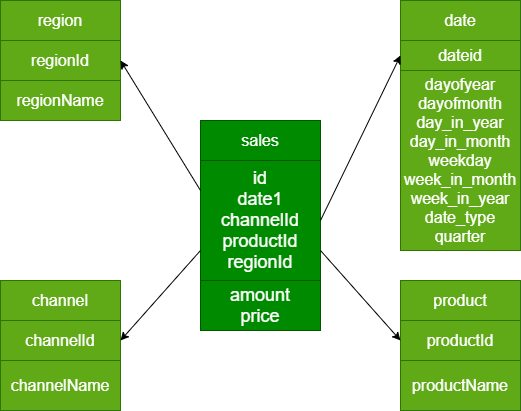 region
regionId
regionName
date
dateid
dayofyear
dayofmonth
day_in_year
day_in_month
weekday
week_in_month
week_in_year
date_type
quarter
sales
id
date1
channelId
productId
regionId
amount
price
channel
channelId
channelName
product
productId
productName